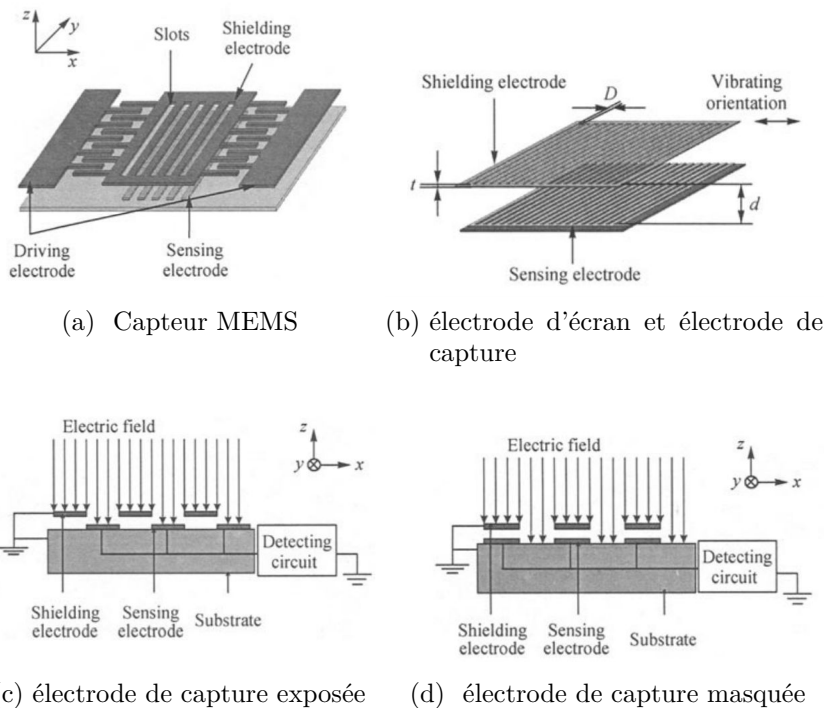 z
y
x
Slots
Shielding
electrode
Driving
electrode
Sensing
electrode
(a) Capteur MEMS
Shielding electrode
D
Vibrating
orientation
t
d
Sensing electrode
(b) électrode d'écran et électrode de
capture
Electric field
z
y
x
Detecting
circuit
Shielding
electrode
Sensing
electrode
Substrate
c) électrode de capture exposée
Electric field
z
y
x
Detecting
circuit
Shielding
electrode
Sensing
electrode
Substrate
(d) électrode de capture masquée